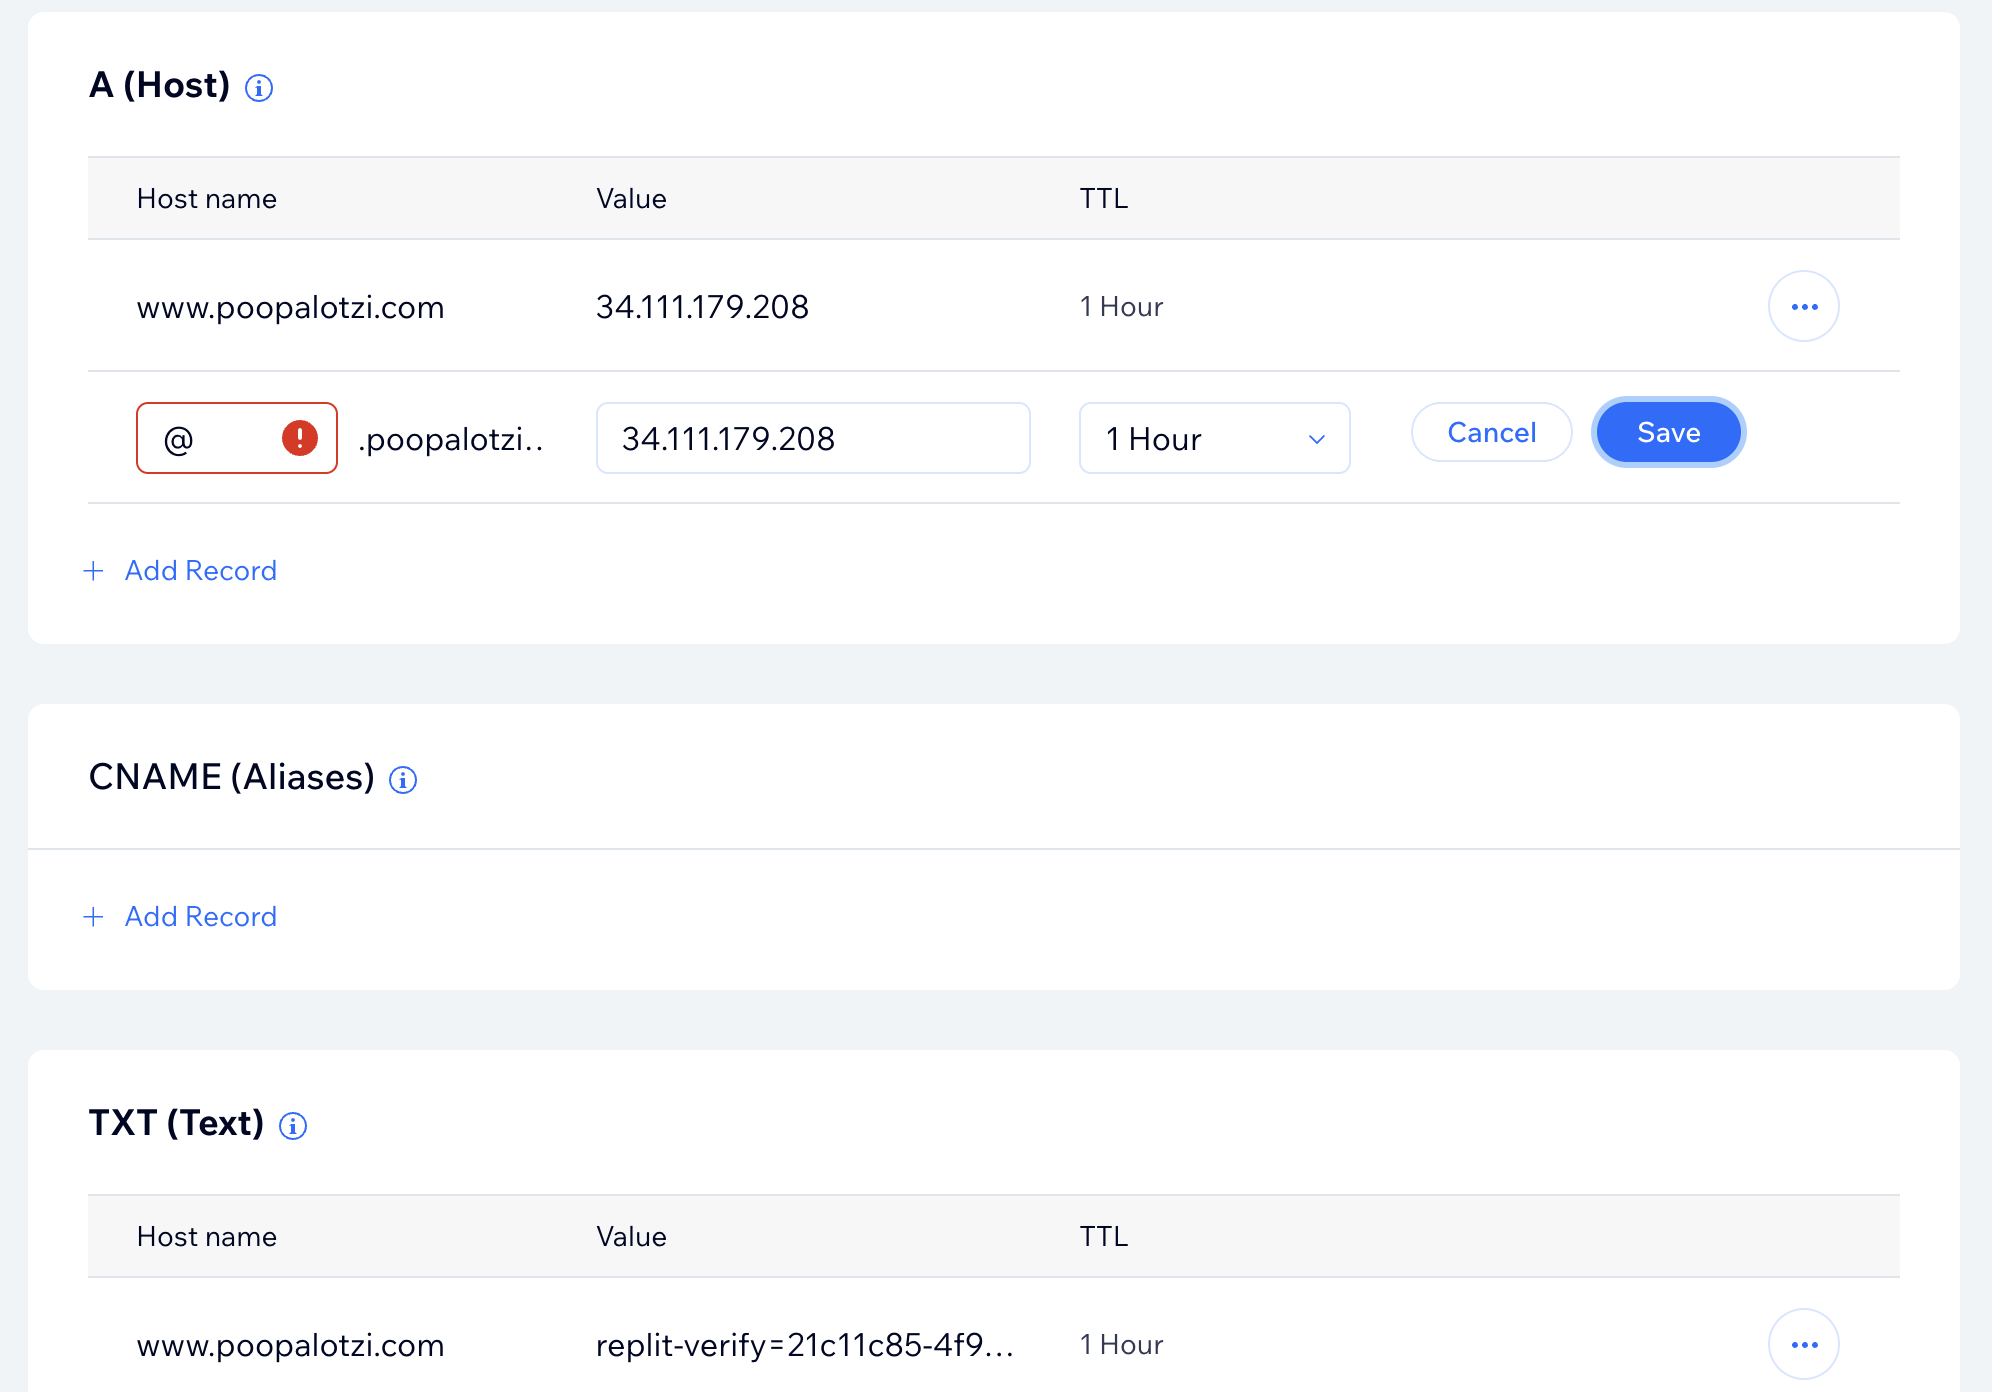 A (Host)
Host name Value TTL
www.poopalotzi.com 34.111.179.208 1 Hour
@ .poopalotzi.. 34.111.179.208 1 Hour Cancel Save
+ Add Record
CNAME (Aliases)
+ Add Record
TXT (Text)
Host name Value TTL
www.poopalotzi.com replit-verify=21c11c85-4f9... 1 Hour